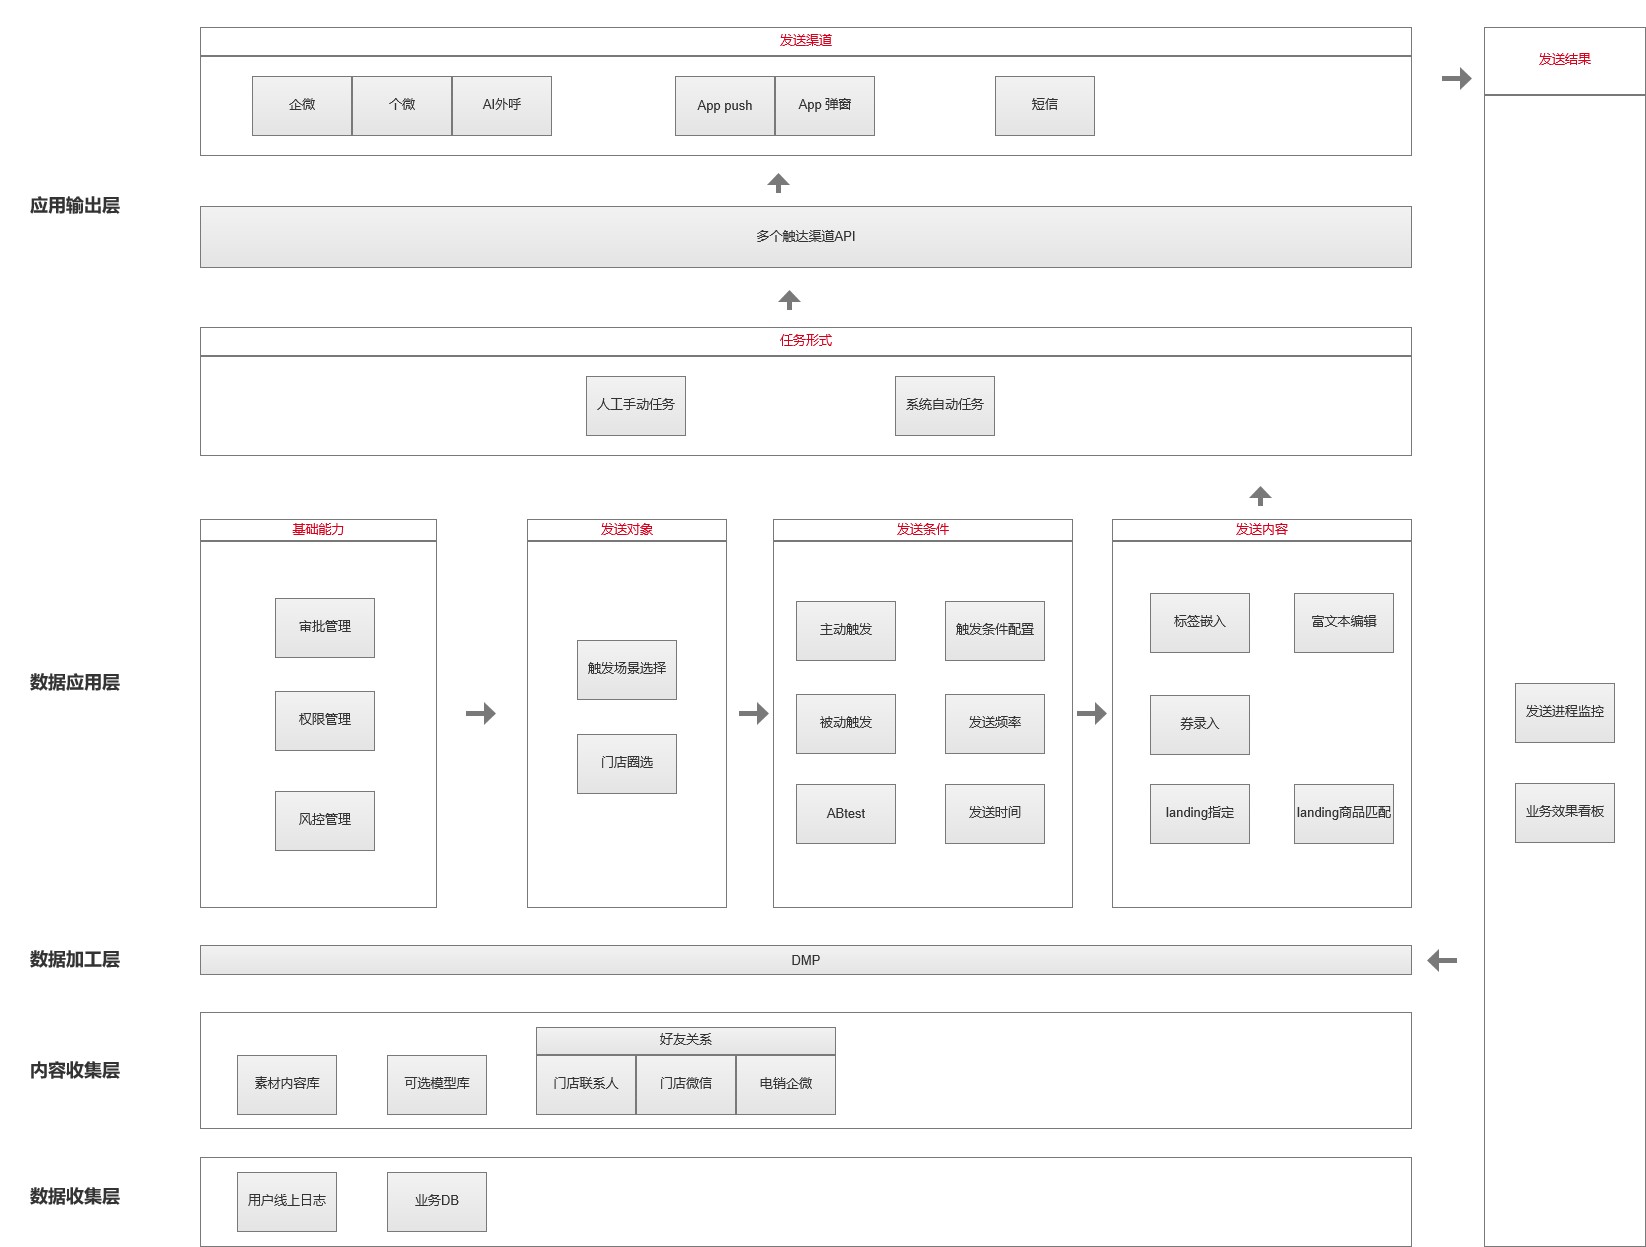 发送渠道
企微
个微
AI外呼
App push
App 弹窗
短信
发送结果
应用输出层
多个触达渠道API
任务形式
人工手动任务
系统自动任务
数据应用层
基础能力
审批管理
权限管理
风控管理
发送对象
触发场景选择
门店圈选
发送条件
主动触发
触发条件配置
被动触发
发送频率
ABtest
发送时间
发送内容
标签嵌入
富文本编辑
券录入
landing指定
landing商品匹配
发送进程监控
业务效果看板
数据加工层
DMP
内容收集层
素材内容库
可选模型库
好友关系
门店联系人
门店微信
电销企微
数据收集层
用户线上日志
业务DB